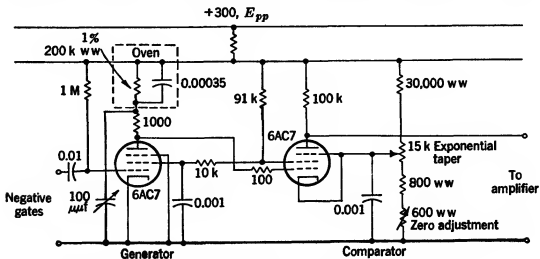 +300, Epp
1%
200 k ww
Oven
0.00035
1 M
1000
91 k
100 k
30,000 ww
6AC7
15 k Exponential
taper
0.01
10 k
100
To
amplifier
Negative
gates
100
μμf
6AC7
0.001
0.001
800 ww
600 ww
Zero adjustment
Generator
Comparator